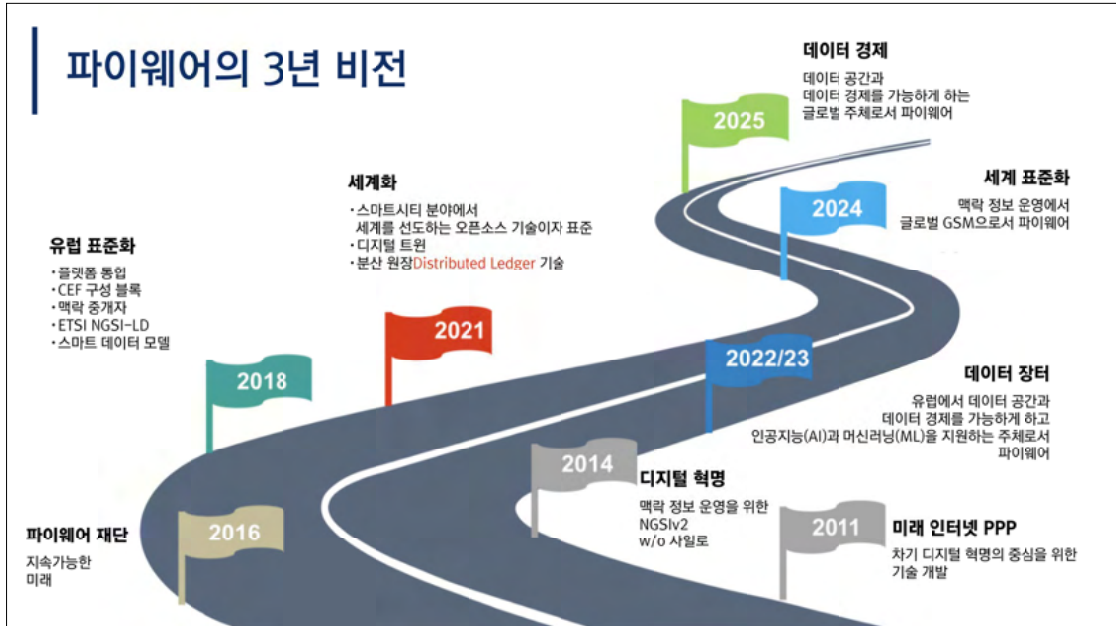 파이웨어의 3년 비전
데이터 경제
데이터 공간과
데이터 경제를 가능하게 하는
글로벌 주체로서 파이웨어
2025
세계 표준화
맥락 정보 운영에서
글로벌 GSM으로서 파이웨어
2024
세계화
·스마트시티 분야에서
세계를 선도하는 오픈소스 기술이자 표준
·디지털 트윈
·분산 원장Distributed Ledger 기술
2021
유럽 표준화
·플랫폼 통입
·CEF 구성 블록
·맥락 중개자
·ETSI NGSI-LD
·스마트 데이터 모델
2018
2022/23
데이터 장터
유럽에서 데이터 공간과
데이터 경제를 가능하게 하고
인공지능(AI)과 머신러닝(ML)을 지원하는 주체로서
파이웨어
2014
디지털 혁명
맥락 정보 운영을 위한
NGSIv2
w/o 사일로
2011
미래 인터넷 PPP
차기 디지털 혁명의 중심을 위한
기술 개발
2016
파이웨어 재단
지속가능한
미래